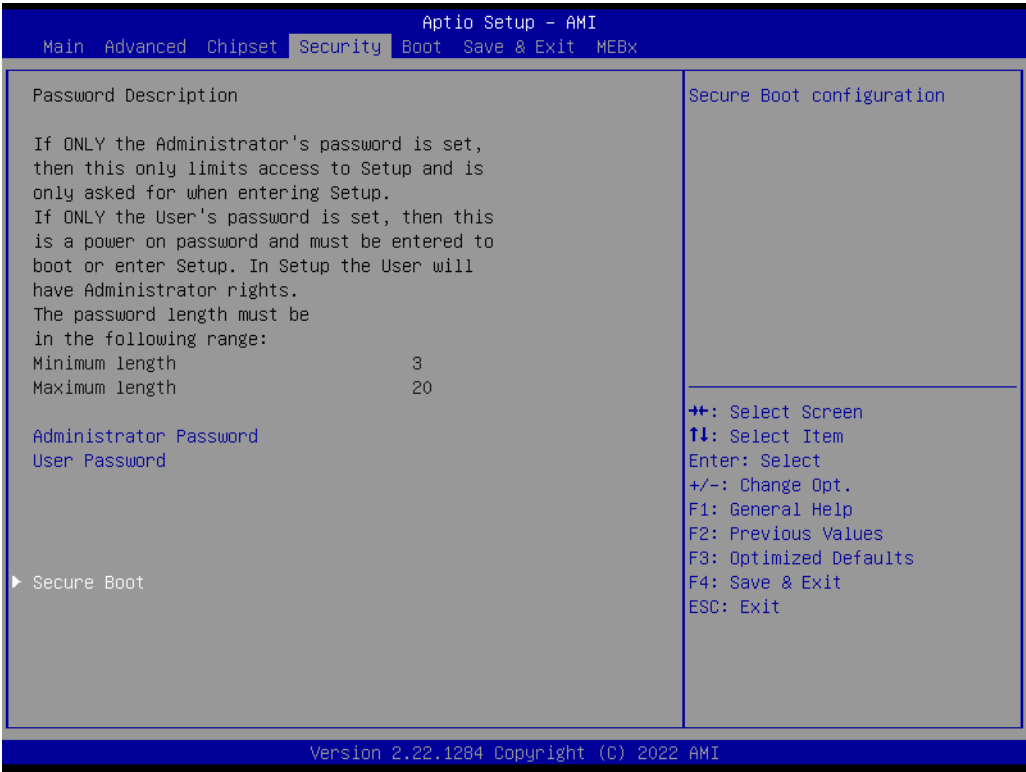 Aptio Setup - AMI
Main Advanced Chipset Security Boot Save & Exit MEBx
Password Description
If ONLY the Administrator's password is set,
then this only limits access to Setup and is
only asked for when entering Setup.
If ONLY the User's password is set, then this
is a power on password and must be entered to
boot or enter Setup. In Setup the User will
have Administrator rights.
The password length must be
in the following range:
Minimum length 3
Maximum length 20
Administrator Password
User Password
Secure Boot
Secure Boot configuration
→←: Select Screen
↑↓: Select Item
Enter: Select
+/-: Change Opt.
F1: General Help
F2: Previous Values
F3: Optimized Defaults
F4: Save & Exit
ESC: Exit
Version 2.22.1284 Copyright (C) 2022 AMI